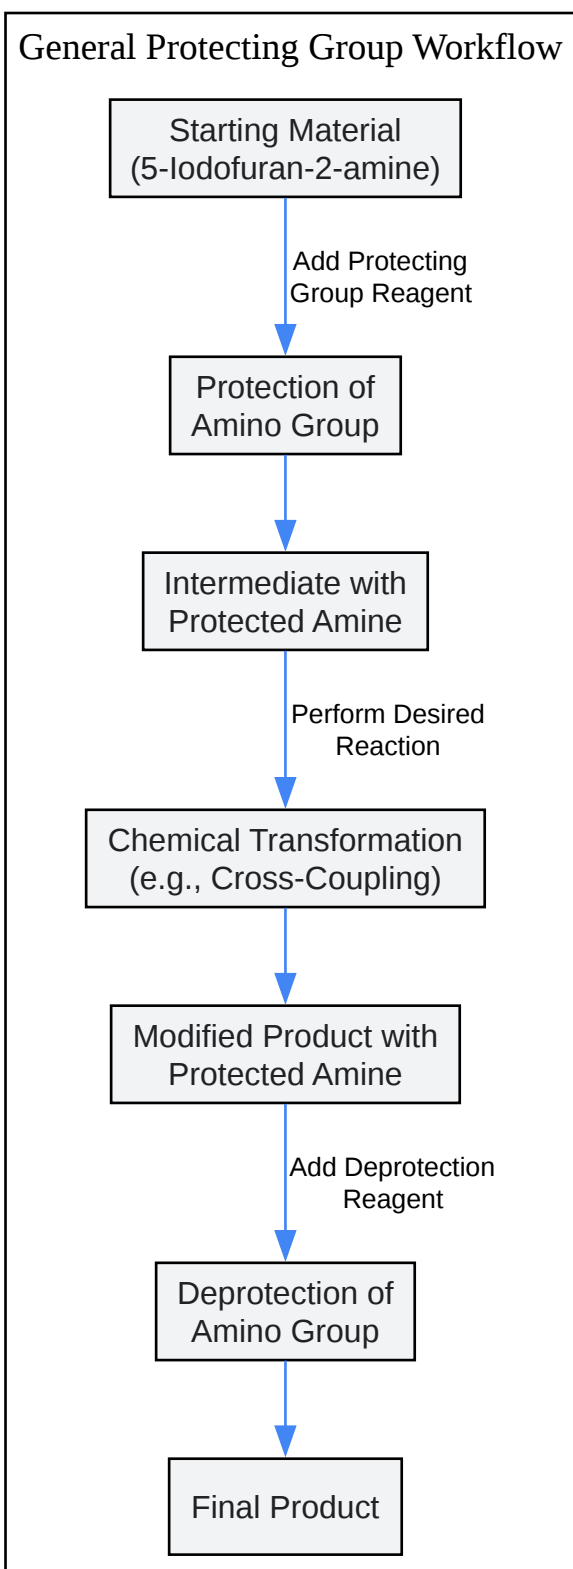 General Protecting Group Workflow
Starting Material
(5-Iodofuran-2-amine)
Add Protecting
Group Reagent
Protection of
Amino Group
Intermediate with
Protected Amine
Perform Desired
Reaction
Chemical Transformation
(e.g., Cross-Coupling)
Modified Product with
Protected Amine
Add Deprotection
Reagent
Deprotection of
Amino Group
Final Product